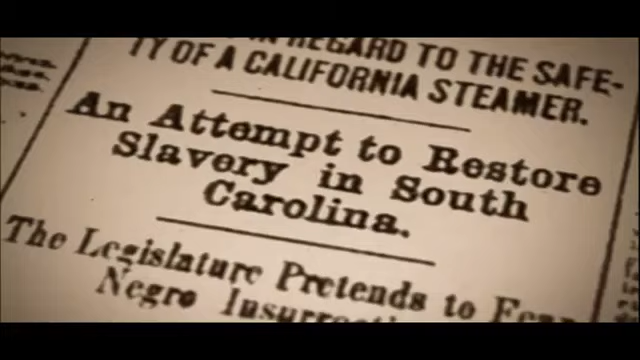 IN REGARD TO THE SAFE-
TY OF A CALIFORNIA STEAMER.
An Attempt to Restore
Slavery in South
Carolina.
The Legislature Pretends to Fear
Negro